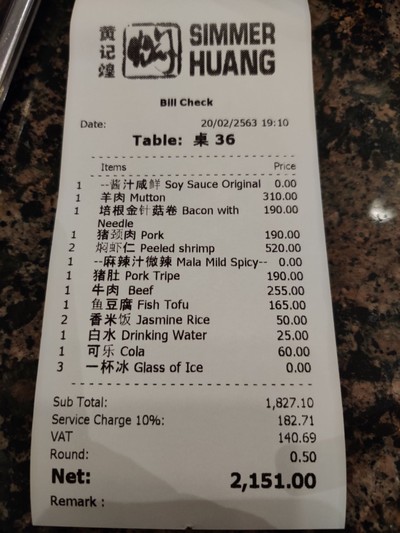 黄记煌 焖 SIMMER HUANG
Bill Check
Date: 20/02/2563 19:10
Table: 桌 36
Items Price
1 --酱汁咸鲜 Soy Sauce Original 0.00
1 羊肉 Mutton 310.00
1 培根金针菇卷 Bacon with 190.00
Needle
1 猪颈肉 Pork 190.00
2 焖虾仁 Peeled shrimp 520.00
1 --麻辣汁微辣 Mala Mild Spicy-- 0.00
1 猪肚 Pork Tripe 190.00
1 牛肉 Beef 255.00
1 鱼豆腐 Fish Tofu 165.00
2 香米饭 Jasmine Rice 50.00
1 白水 Drinking Water 25.00
1 可乐 Cola 60.00
3 一杯冰 Glass of Ice 0.00
Sub Total: 1,827.10
Service Charge 10%: 182.71
VAT 140.69
Round: 0.50
Net: 2,151.00
Remark :